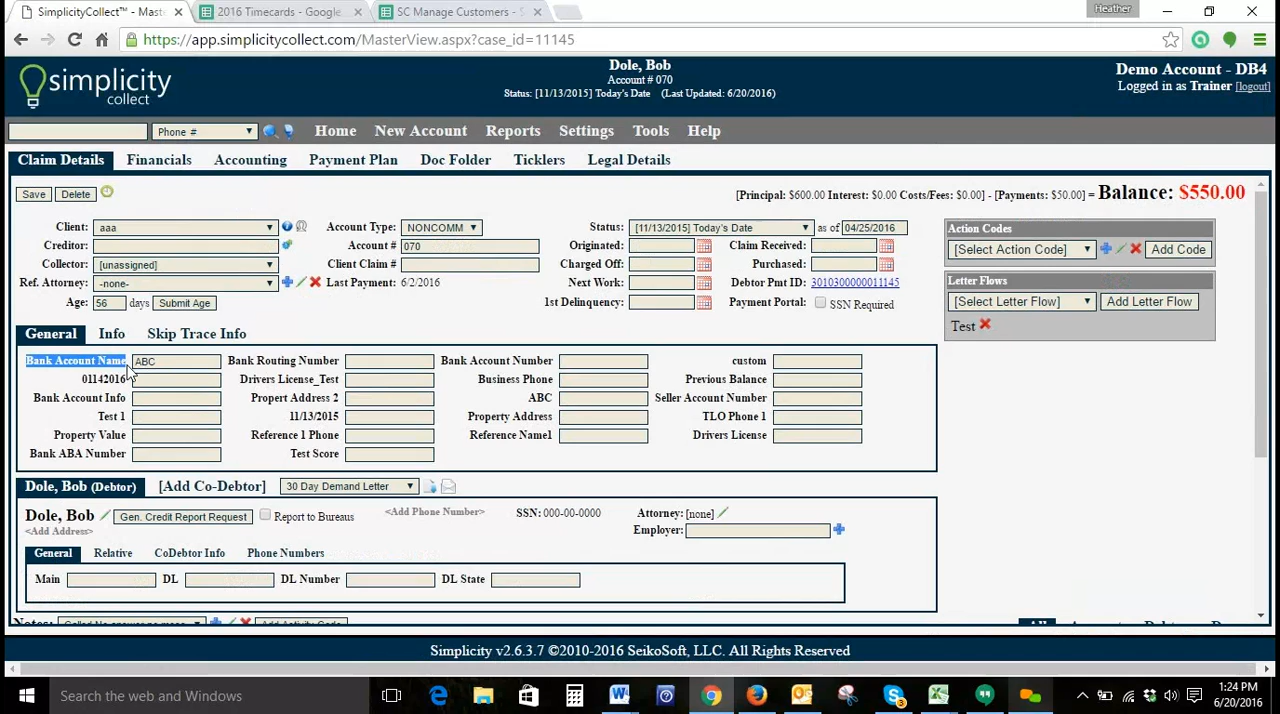 SimplicityCollect™ - Mast
2016 Timecards - Google
SC Manage Customers - S
Heather
https://app.simplicitycollect.com/MasterView.aspx?case_id=11145
simplicity
collect
Dole, Bob
Account # 070
Status: [11/13/2015] Today's Date (Last Updated: 6/20/2016)
Demo Account - DB4
Logged in as Trainer [logout]
Phone # Home New Account Reports Settings Tools Help
Claim Details Financials Accounting Payment Plan Doc Folder Ticklers Legal Details
Save Delete [Principal: $600.00 Interest: $0.00 Costs/Fees: $0.00] - [Payments: $50.00] = Balance: $550.00
Client: aaa Account Type: NONCOMM Status: [11/13/2015] Today's Date as of 04/25/2016
Creditor: Account # 070 Originated: Claim Received:
Collector: [unassigned] Client Claim # Charged Off: Purchased:
Ref. Attorney: -none- Last Payment: 6/2/2016 Next Work: Debtor Pmt ID: 3010300000011145
Age: 56 days Submit Age 1st Delinquency: Payment Portal: SSN Required
Action Codes
[Select Action Code] Add Code
Letter Flows
[Select Letter Flow] Add Letter Flow
Test
General Info Skip Trace Info
Bank Account Name ABC Bank Routing Number Bank Account Number custom
01142016 Drivers License_Test Business Phone Previous Balance
Bank Account Info Propert Address 2 ABC Seller Account Number
Test 1 11/13/2015 Property Address TLO Phone 1
Property Value Reference 1 Phone Reference Name1 Drivers License
Bank ABA Number Test Score
Dole, Bob (Debtor) [Add Co-Debtor] 30 Day Demand Letter
Dole, Bob Gen. Credit Report Request Report to Bureaus <Add Phone Number> SSN: 000-00-0000 Attorney: [none]
<Add Address> Employer:
General Relative CoDebtor Info Phone Numbers
Main DL DL Number DL State
Simplicity v2.6.3.7 ©2010-2016 SeikoSoft, LLC. All Rights Reserved
Search the web and Windows
3
1:24 PM
6/20/2016